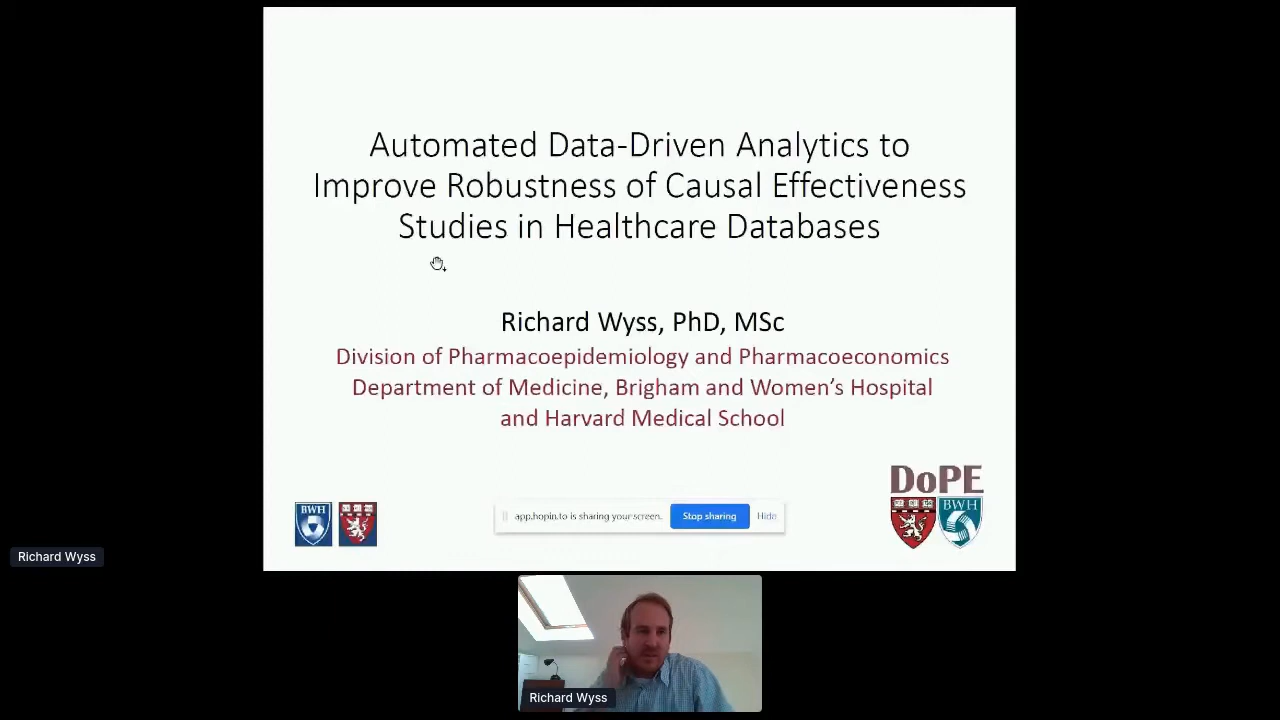 Automated Data-Driven Analytics to
Improve Robustness of Causal Effectiveness
Studies in Healthcare Databases
Richard Wyss, PhD, MSc
Division of Pharmacoepidemiology and Pharmacoeconomics
Department of Medicine, Brigham and Women's Hospital
and Harvard Medical School
DoPE
BWH
BWH
app.hopin.to is sharing your screen.
Stop sharing
Hide
Richard Wyss
Richard Wyss